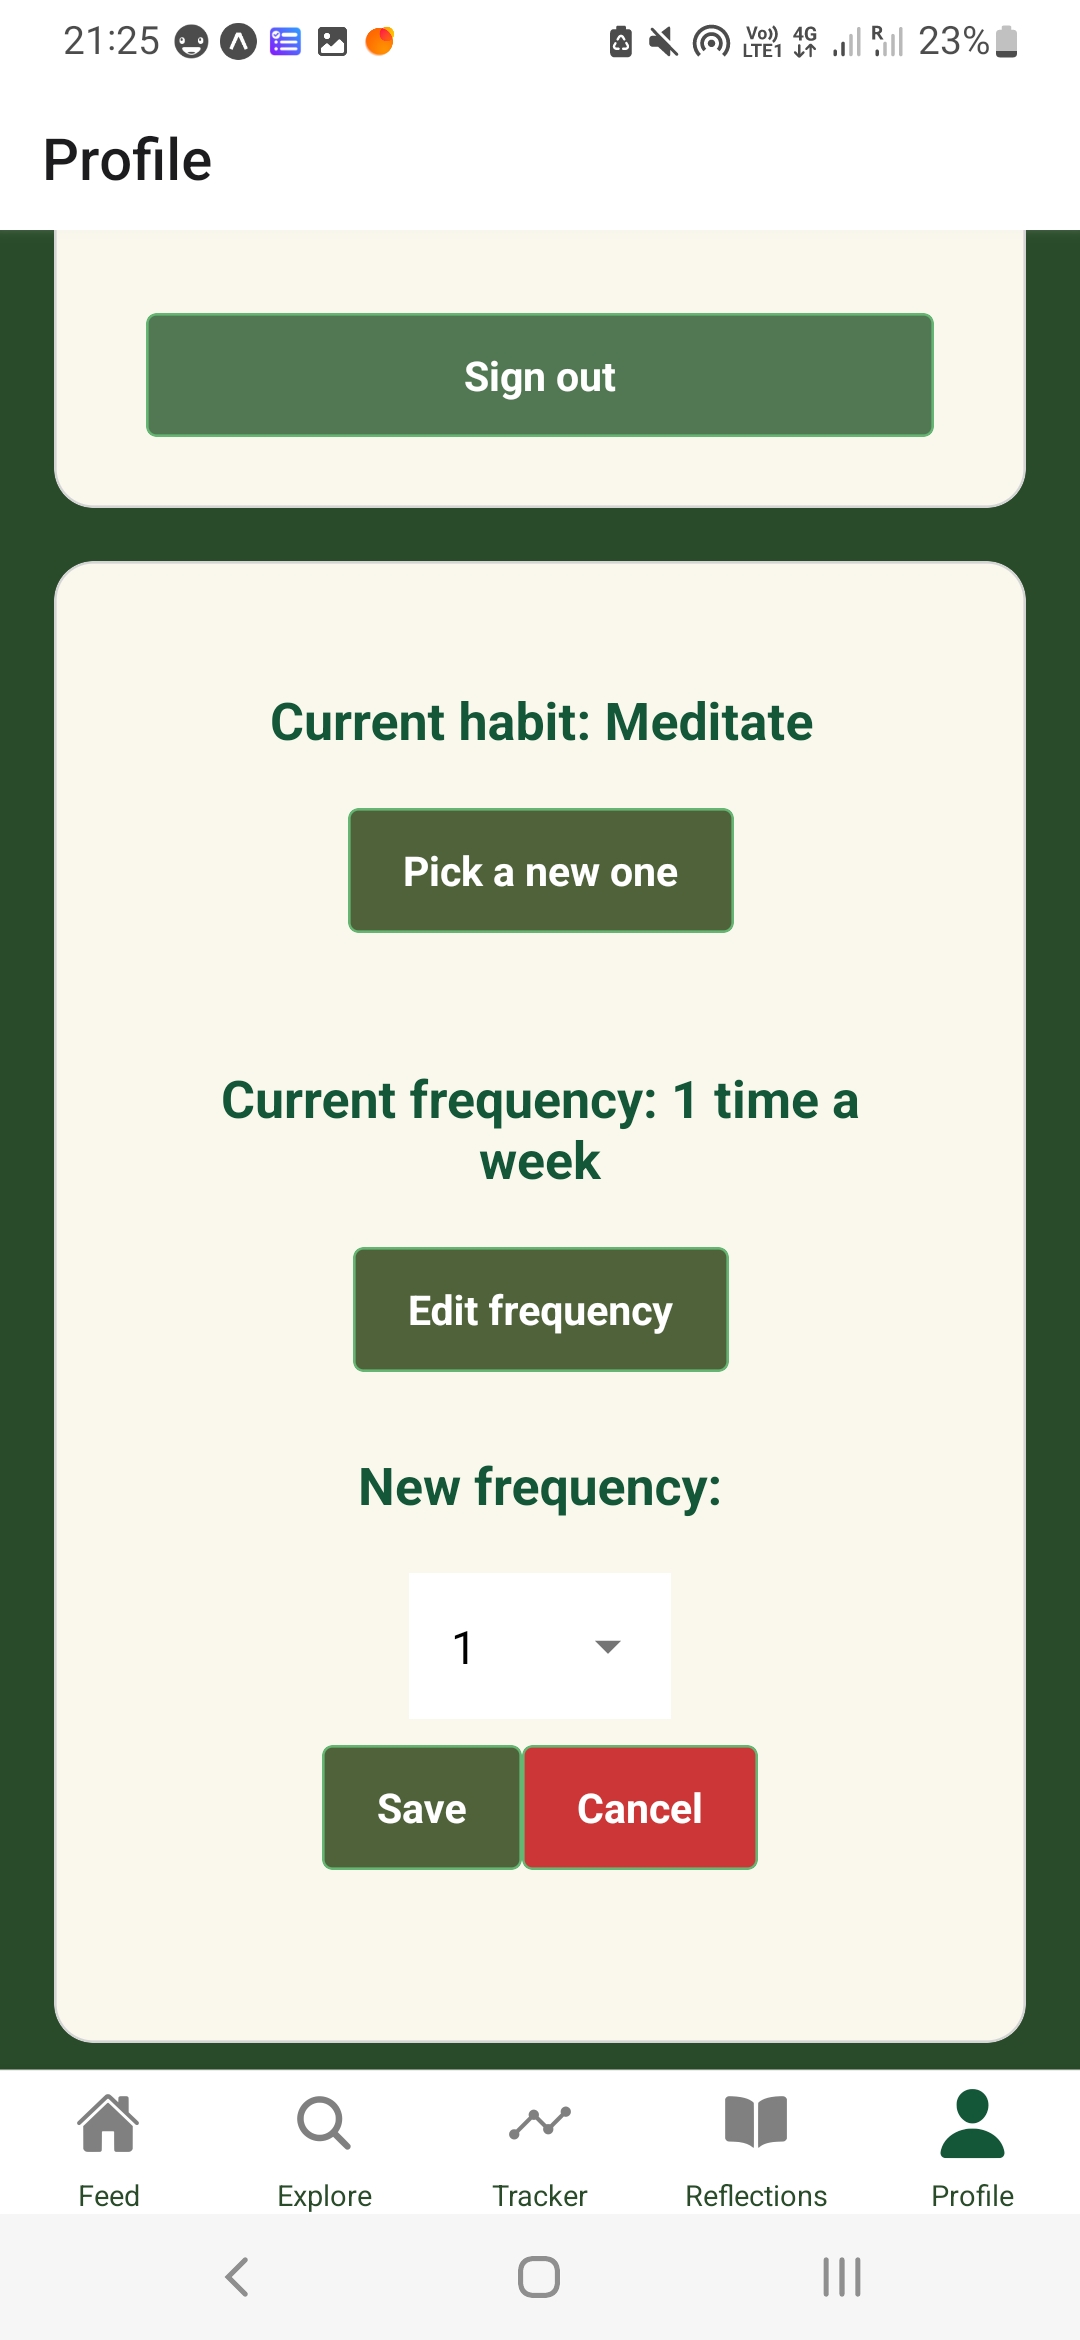 21:25
Vo)) LTE1 4G R 23%
Profile
Sign out
Current habit: Meditate
Pick a new one
Current frequency: 1 time a
week
Edit frequency
New frequency:
1
Save Cancel
Feed Explore Tracker Reflections Profile